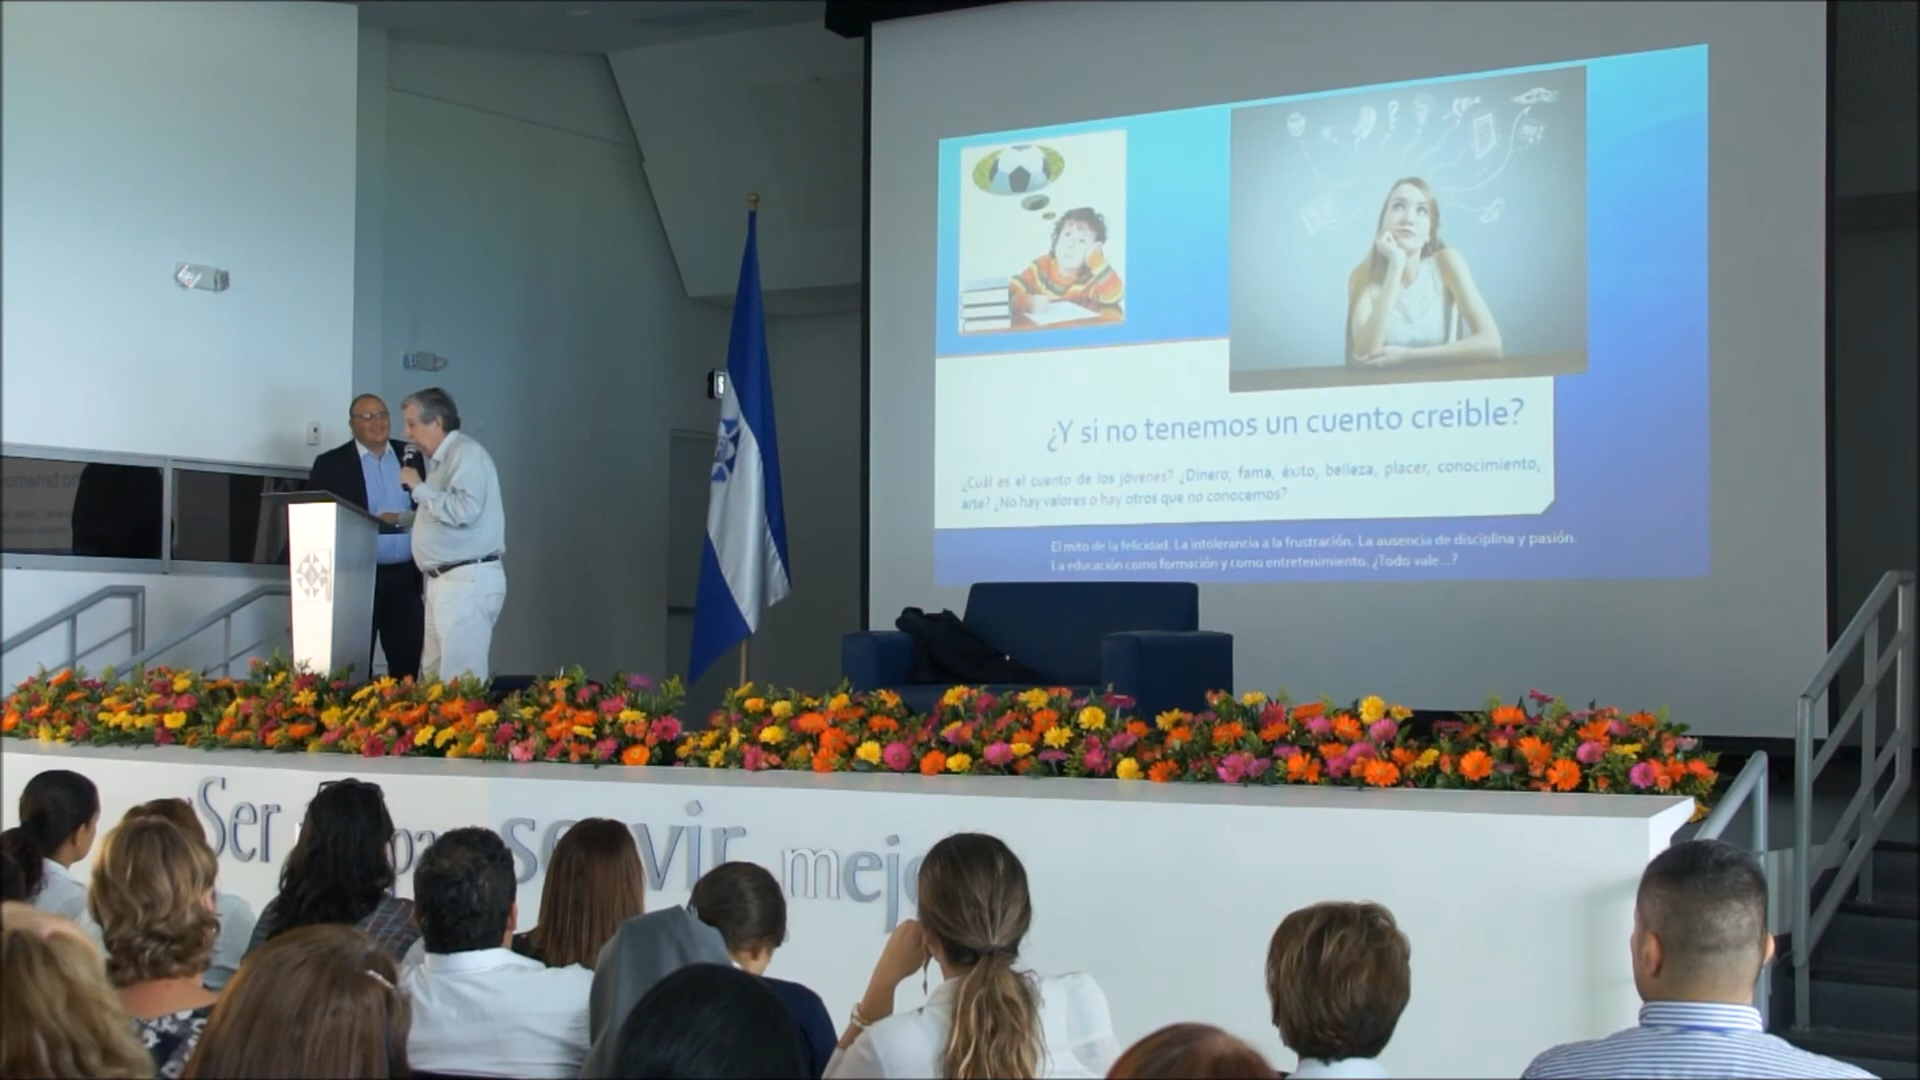 ¿Y si no tenemos un cuento creible?
¿Cuál es el cuento de los jóvenes? ¿Dinero, fama, éxito, belleza, placer, conocimiento,
arte? ¿No hay valores o hay otros que no conocemos?
El mito de la felicidad. La intolerancia a la frustración. La ausencia de disciplina y pasión.
La educación como formación y como entretenimiento. ¿Todo vale...?
Ser